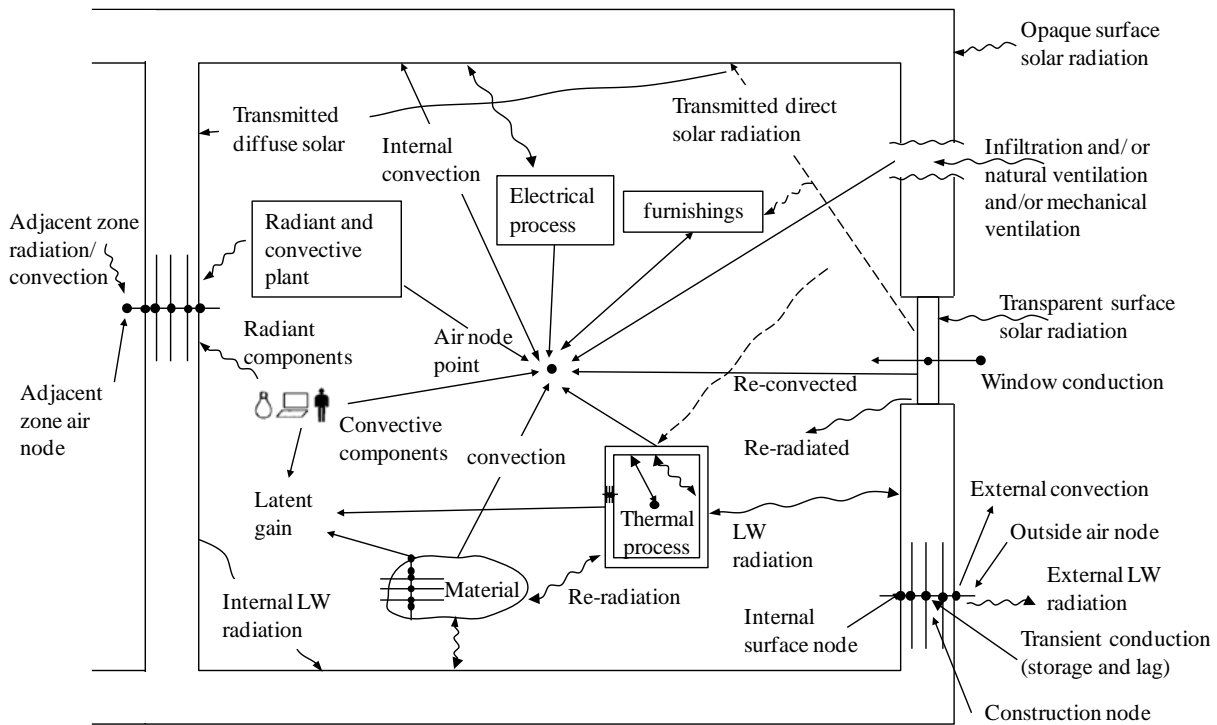 Opaque surface
solar radiation
Transmitted
diffuse solar
Internal
convection
Transmitted direct
solar radiation
Infiltration and/ or
natural ventilation
and/or mechanical
ventilation
Electrical
process
furnishings
Adjacent zone
radiation/
convection
Radiant and
convective
plant
Transparent surface
solar radiation
Radiant
components
Air node
point
Re-convected
Window conduction
Adjacent
zone air
node
Convective
components
convection
Re-radiated
External convection
Latent
gain
Thermal
process
LW
radiation
Outside air node
External LW
radiation
Material
Re-radiation
Internal LW
radiation
Internal
surface node
Transient conduction
(storage and lag)
Construction node